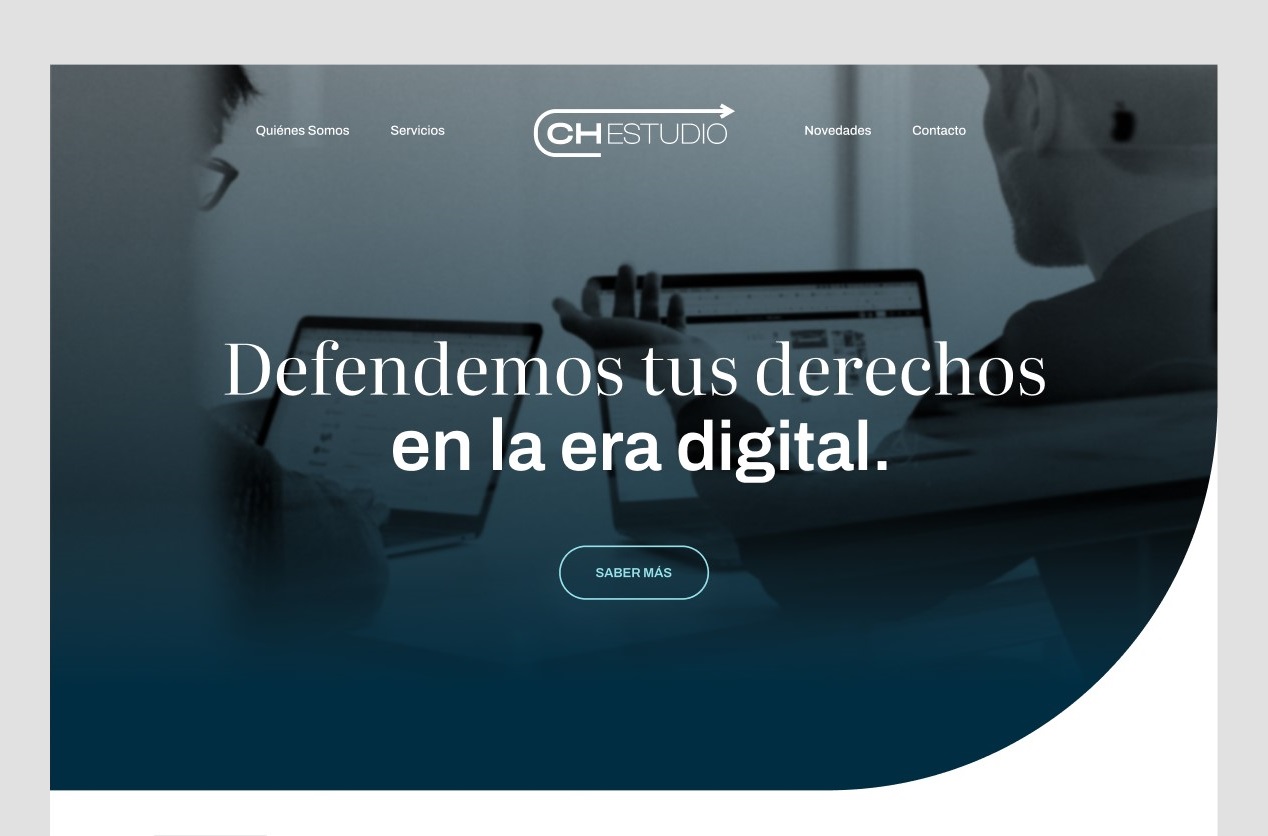 Quiénes Somos
Servicios
CH ESTUDIO
Novedades
Contacto
Defendemos tus derechos
en la era digital.
SABER MÁS